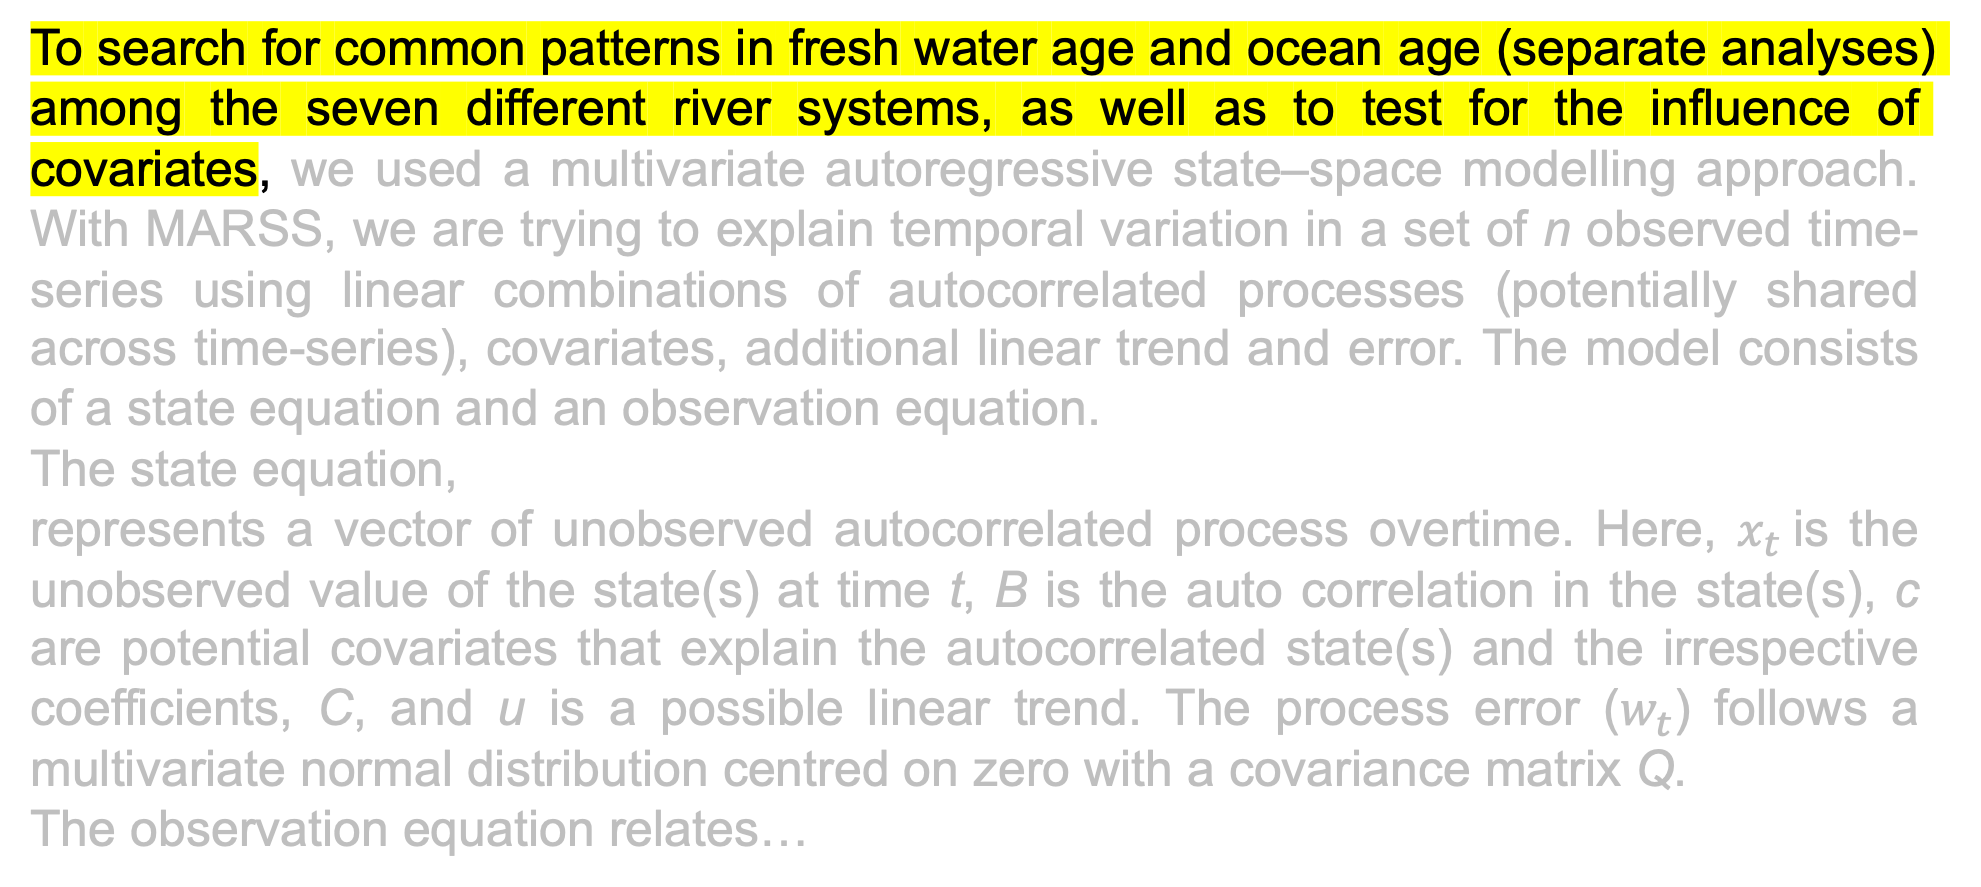 To search for common patterns in fresh water age and ocean age (separate analyses)
among the seven different river systems, as well as to test for the influence of
covariates, we used a multivariate autoregressive state–space modelling approach.
With MARSS, we are trying to explain temporal variation in a set of n observed time-
series using linear combinations of autocorrelated processes (potentially shared
across time-series), covariates, additional linear trend and error. The model consists
of a state equation and an observation equation.
The state equation,
represents a vector of unobserved autocorrelated process overtime. Here, 𝑥ₜ is the
unobserved value of the state(s) at time t, B is the auto correlation in the state(s), c
are potential covariates that explain the autocorrelated state(s) and the irrespective
coefficients, C, and u is a possible linear trend. The process error (𝑤ₜ) follows a
multivariate normal distribution centred on zero with a covariance matrix Q.
The observation equation relates…